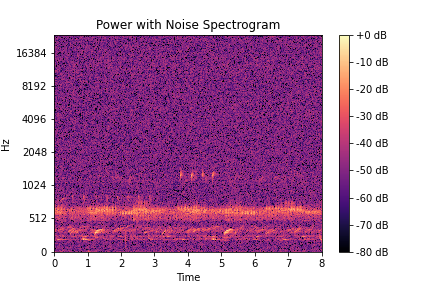 Power with Noise Spectrogram
Hz
16384
8192
4096
2048
1024
512
0
0 1 2 3 4 5 6 7 8
Time
+0 dB
-10 dB
-20 dB
-30 dB
-40 dB
-50 dB
-60 dB
-70 dB
-80 dB